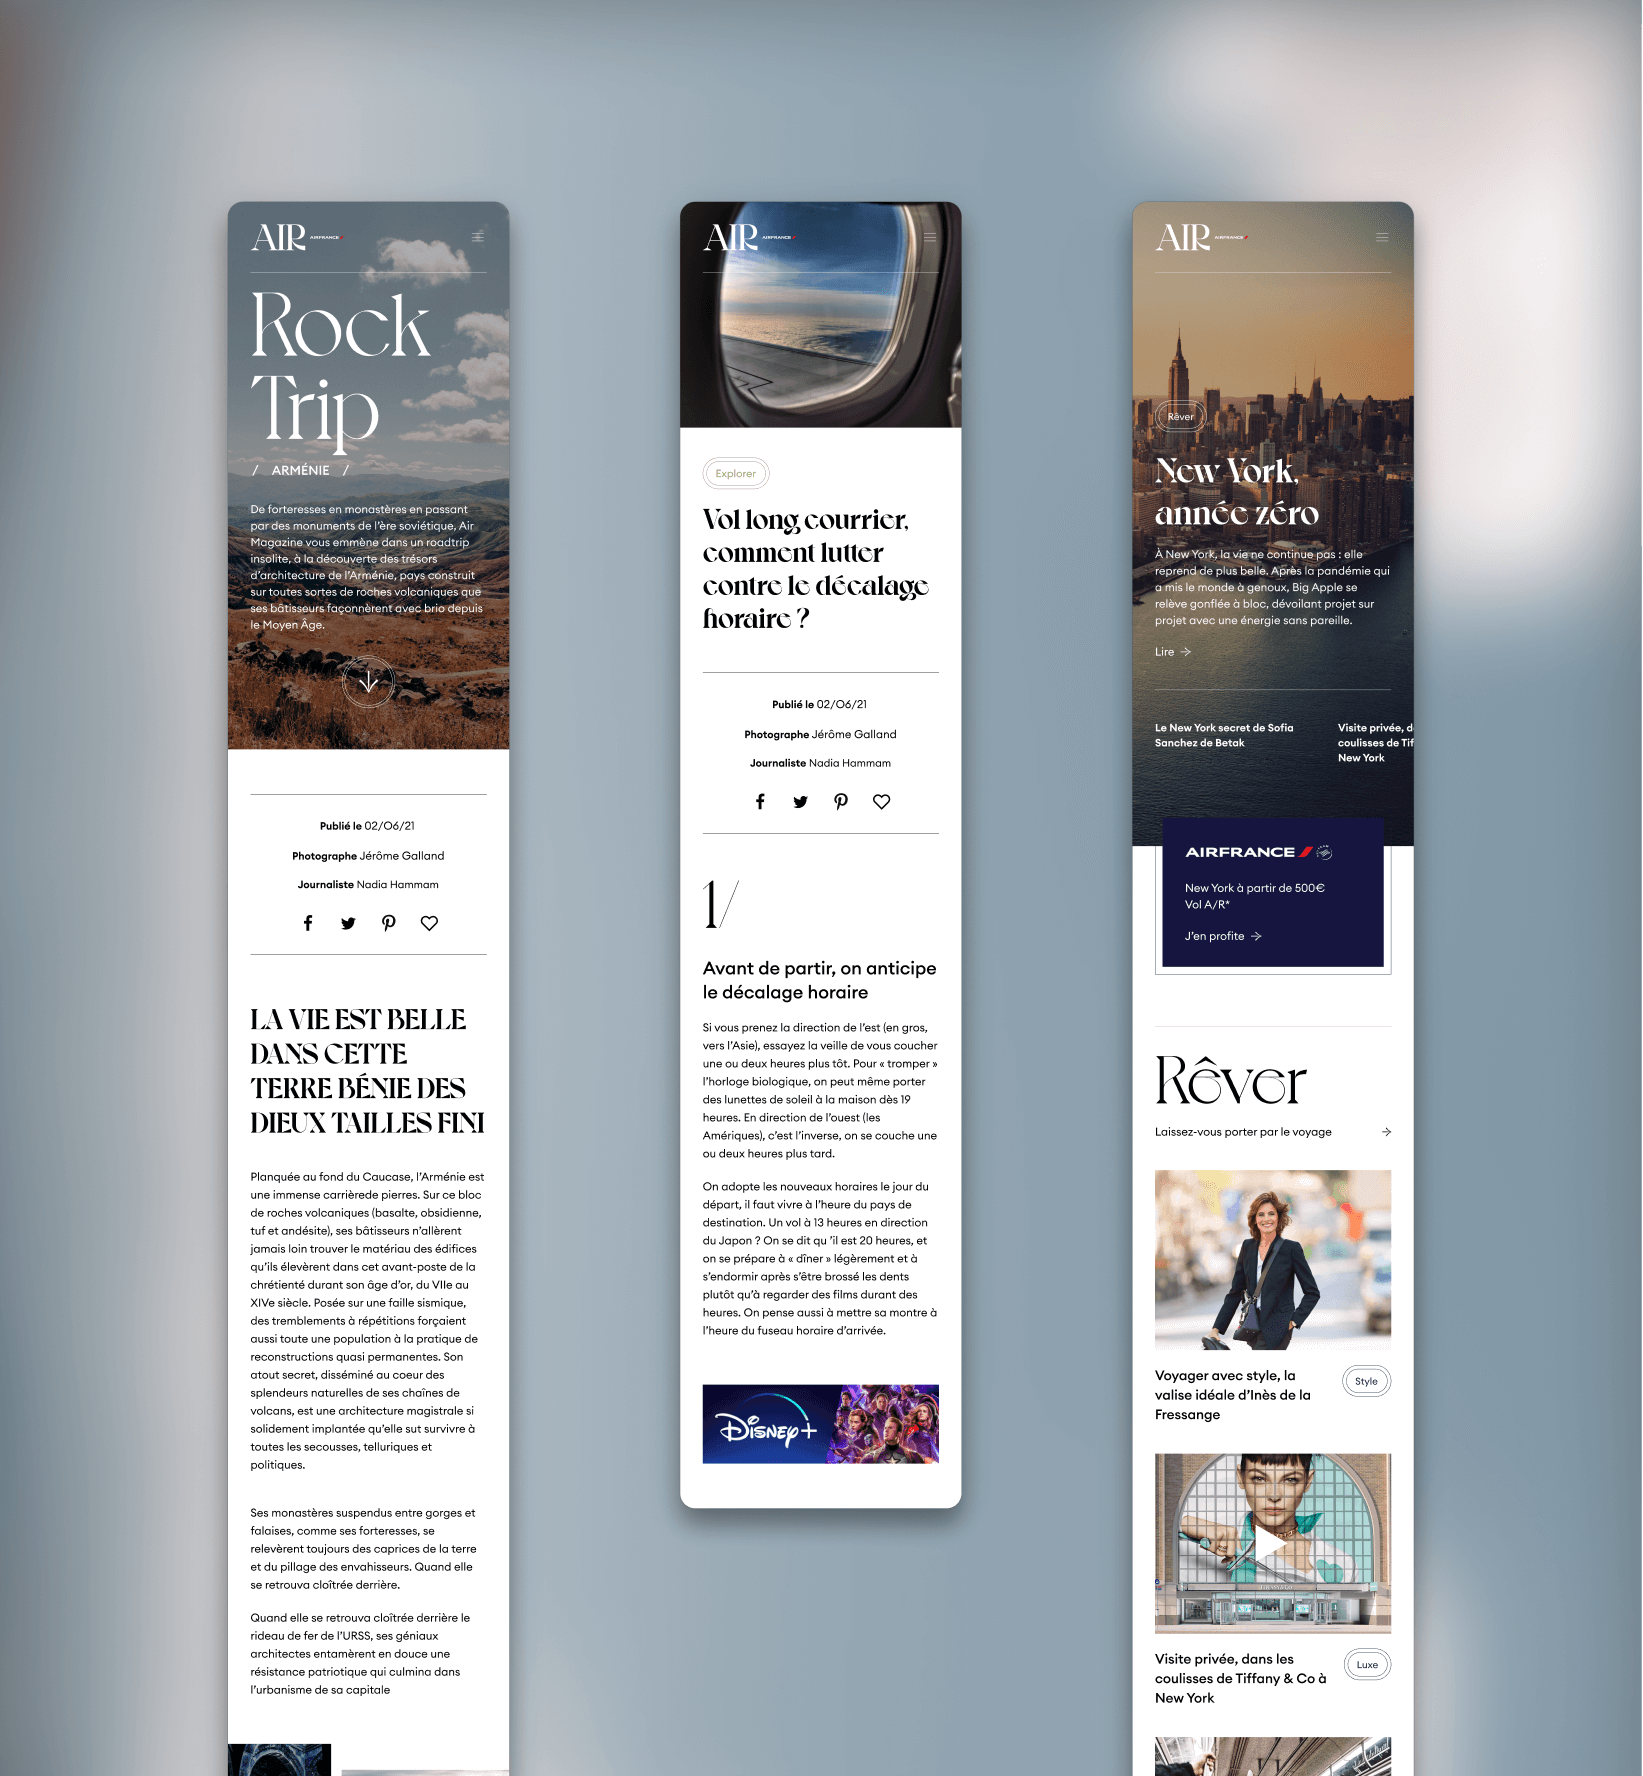 AIR AIRFRANCE
Rock
Trip
/ ARMÉNIE /
De forteresses en monastères en passant
par des monuments de l'ère soviétique, Air
Magazine vous emmène dans un roadtrip
insolite, à la découverte des trésors
d'architecture de l'Arménie, pays construit
sur toutes sortes de roches volcaniques que
ses bâtisseurs façonnèrent avec brio depuis
le Moyen Âge.
Publié le 02/06/21
Photographe Jérôme Galland
Journaliste Nadia Hammam
LA VIE EST BELLE
DANS CETTE
TERRE BÉNIE DES
DIEUX TAILLES FINI
Planquée au fond du Caucase, l'Arménie est
une immense carrièrede pierres. Sur ce bloc
de roches volcaniques (basalte, obsidienne,
tuf et andésite), ses bâtisseurs n'allèrent
jamais loin trouver le matériau des édifices
qu'ils élevèrent dans cet avant-poste de la
chrétienté durant son âge d'or, du VIIe au
XIVe siècle. Posée sur une faille sismique,
des tremblements à répétitions forçaient
aussi toute une population à la pratique de
reconstructions quasi permanentes. Son
atout secret, disséminé au coeur des
splendeurs naturelles de ses chaînes de
volcans, est une architecture magistrale si
solidement implantée qu'elle sut survivre à
toutes les secousses, telluriques et
politiques.
Ses monastères suspendus entre gorges et
falaises, comme ses forteresses, se
relevèrent toujours des caprices de la terre
et du pillage des envahisseurs. Quand elle
se retrouva cloîtrée derrière.
Quand elle se retrouva cloîtrée derrière le
rideau de fer de l'URSS, ses géniaux
architectes entamèrent en douce une
résistance patriotique qui culmina dans
l'urbanisme de sa capitale
AIR AIRFRANCE
Explorer
Vol long courrier,
comment lutter
contre le décalage
horaire ?
Publié le 02/06/21
Photographe Jérôme Galland
Journaliste Nadia Hammam
1/
Avant de partir, on anticipe
le décalage horaire
Si vous prenez la direction de l'est (en gros,
vers l'Asie), essayez la veille de vous coucher
une ou deux heures plus tôt. Pour « tromper »
l'horloge biologique, on peut même porter
des lunettes de soleil à la maison dès 19
heures. En direction de l'ouest (les
Amériques), c'est l'inverse, on se couche une
ou deux heures plus tard.
On adopte les nouveaux horaires le jour du
départ, il faut vivre à l'heure du pays de
destination. Un vol à 13 heures en direction
du Japon ? On se dit qu 'il est 20 heures, et
on se prépare à « dîner » légèrement et à
s'endormir après s'être brossé les dents
plutôt qu'à regarder des films durant des
heures. On pense aussi à mettre sa montre à
l'heure du fuseau horaire d'arrivée.
Disney+
AIR AIRFRANCE
Rêver
New York,
année zéro
À New York, la vie ne continue pas : elle
reprend de plus belle. Après la pandémie qui
a mis le monde à genoux, Big Apple se
relève gonflée à bloc, dévoilant projet sur
projet avec une énergie sans pareille.
Lire
Le New York secret de Sofia
Sanchez de Betak
Visite privée, d
coulisses de Tif
New York
AIRFRANCE
New York à partir de 500€
Vol A/R*
J'en profite
Rêver
Laissez-vous porter par le voyage
Voyager avec style, la
valise idéale d'Inès de la
Fressange
Style
TIFFANY & CO.
Visite privée, dans les
coulisses de Tiffany & Co à
New York
Luxe